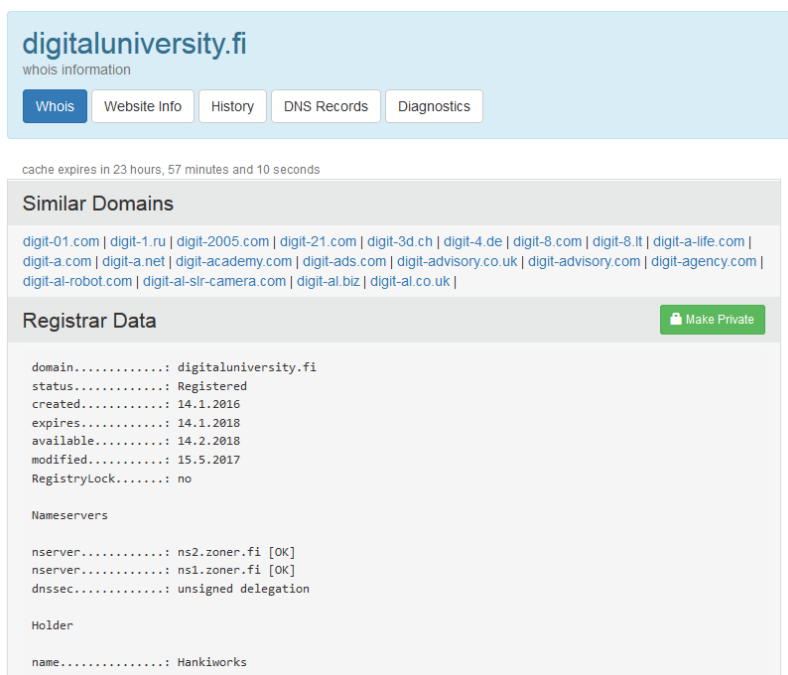 digitaluniversity.fi
whois information
Whois
Website Info
History
DNS Records
Diagnostics
cache expires in 23 hours, 57 minutes and 10 seconds
Similar Domains
digit-01.com | digit-1.ru | digit-2005.com | digit-21.com | digit-3d.ch | digit-4.de | digit-8.com | digit-8.lt | digit-a-life.com |
digit-a.com | digit-a.net | digit-academy.com | digit-ads.com | digit-advisory.co.uk | digit-advisory.com | digit-agency.com |
digit-al-robot.com | digit-al-slr-camera.com | digit-al.biz | digit-al.co.uk |
Registrar Data
Make Private
domain.............: digitaluniversity.fi
status.............: Registered
created............: 14.1.2016
expires............: 14.1.2018
available..........: 14.2.2018
modified...........: 15.5.2017
RegistryLock.......: no
Nameservers
nserver............: ns2.zoner.fi [OK]
nserver............: ns1.zoner.fi [OK]
dnssec.............: unsigned delegation
Holder
name...............: Hankiworks